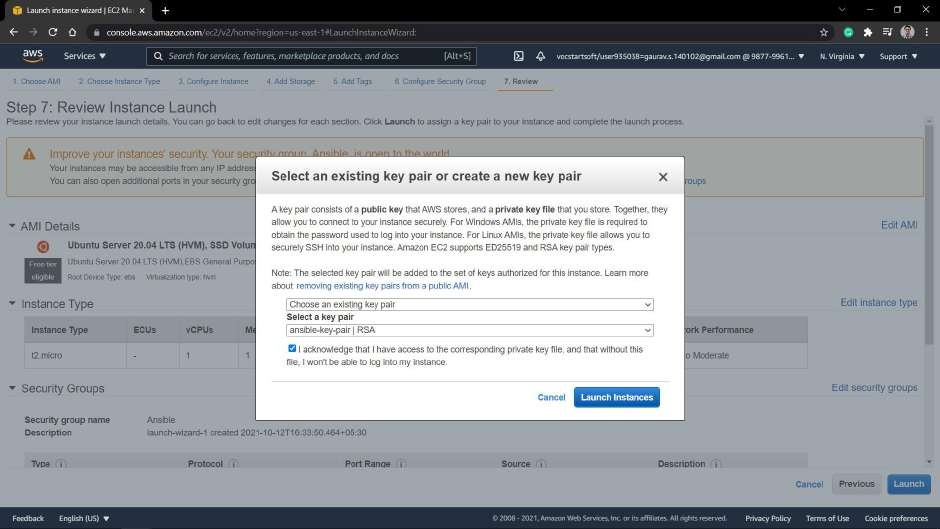 Launch instance wizard | EC2 Man
console.aws.amazon.com/ec2/v2/home?region=us-east-1#LaunchInstanceWizard:
aws
Services
Search for services, features, marketplace products, and docs
[Alt+S]
vocstartsoft/user935038=gaurav.s.140102@gmail.com @ 9877-9961...
N. Virginia
Support
1. Choose AMI
2. Choose Instance Type
3. Configure Instance
4. Add Storage
5. Add Tags
6. Configure Security Group
7. Review
Step 7: Review Instance Launch
Please review your instance launch details. You can go back to edit changes for each section. Click Launch to assign a key pair to your instance and complete the launch process.
Improve your instances' security. Your security group, Ansible, is open to the world.
Your instances may be accessible from any IP address
You can also open additional ports in your security gro
roups
Select an existing key pair or create a new key pair
A key pair consists of a public key that AWS stores, and a private key file that you store. Together, they
allow you to connect to your instance securely. For Windows AMIs, the private key file is required to
obtain the password used to log into your instance. For Linux AMIs, the private key file allows you to
securely SSH into your instance. Amazon EC2 supports ED25519 and RSA key pair types.
Note: The selected key pair will be added to the set of keys authorized for this instance. Learn more
about removing existing key pairs from a public AMI.
Choose an existing key pair
Select a key pair
ansible-key-pair | RSA
I acknowledge that I have access to the corresponding private key file, and that without this
file, I won't be able to log into my instance.
Cancel
Launch Instances
AMI Details
Edit AMI
Ubuntu Server 20.04 LTS (HVM), SSD Volum
Free tier
eligible
Ubuntu Server 20.04 LTS (HVM),EBS General Purpos
Root Device Type: ebs
Virtualization type: hvm
Instance Type
Edit instance type
Instance Type
ECUs
vCPUs
Me
ork Performance
t2.micro
-
1
1
o Moderate
Security Groups
Edit security groups
Security group name
Ansible
Description
launch-wizard-1 created 2021-10-12T16:33:50.464+05:30
Type
Protocol
Port Range
Source
Description
Cancel
Previous
Launch
Feedback
English (US)
© 2008 - 2021, Amazon Web Services, Inc. or its affiliates. All rights reserved.
Privacy Policy
Terms of Use
Cookie preferences